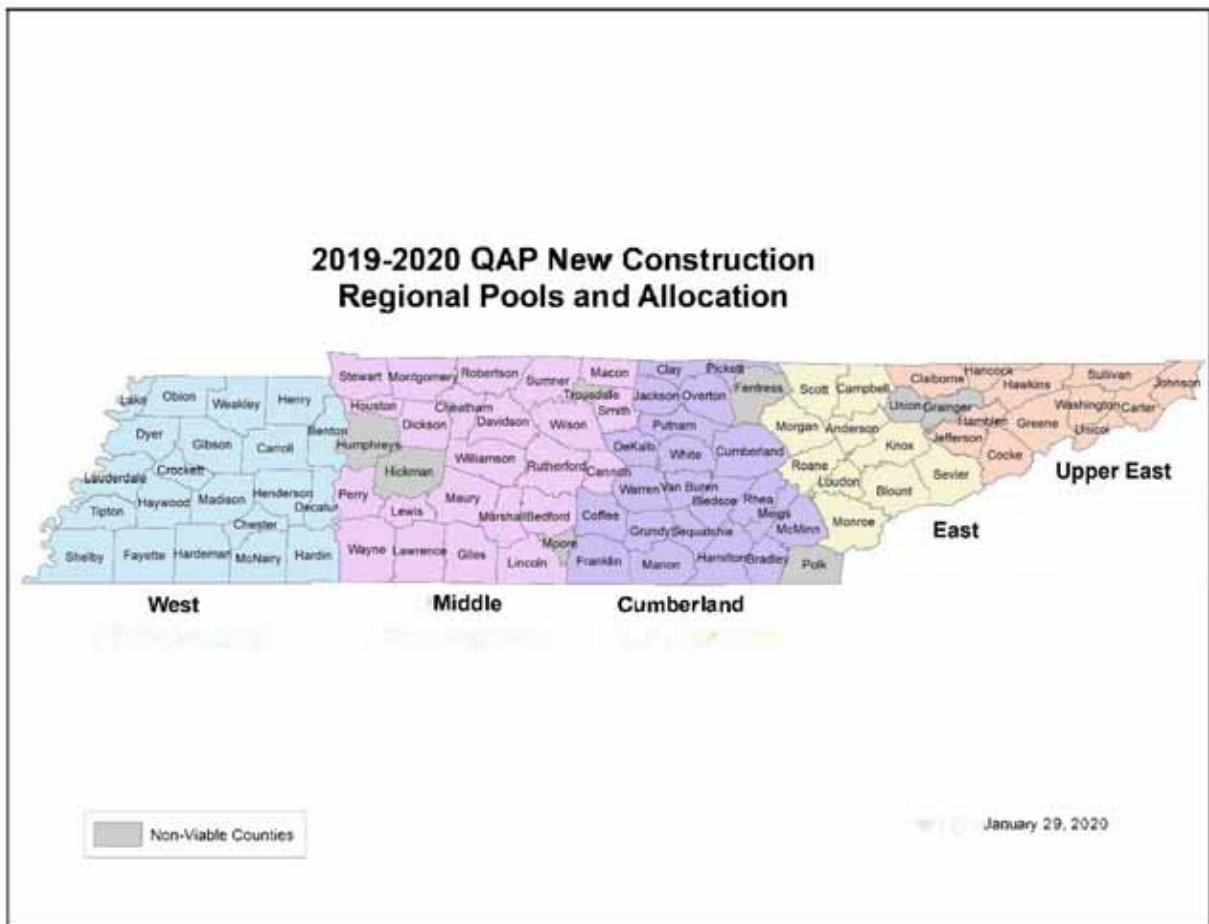 2019-2020 QAP New Construction
Regional Pools and Allocation
Lake
Obion
Weakley
Henry
Benton
Dyer
Gibson
Carroll
Lauderdale
Crockett
Haywood
Madison
Henderson
Decatur
Tipton
Chester
Shelby
Fayette
Hardeman
McNairy
Hardin
Stewart
Montgomery
Robertson
Sumner
Macon
Trousdale
Houston
Cheatham
Smith
Dickson
Davidson
Wilson
Humphreys
Hickman
Williamson
Rutherford
Cannon
Perry
Maury
Lewis
Marshall
Bedford
Moore
Wayne
Lawrence
Giles
Lincoln
Clay
Pickett
Fentress
Jackson
Overton
Putnam
DeKalb
White
Cumberland
Warren
Van Buren
Bledsoe
Rhea
Meigs
McMinn
Coffee
Grundy
Sequatchie
Franklin
Marion
Hamilton
Bradley
Polk
Scott
Campbell
Morgan
Anderson
Knox
Roane
Loudon
Blount
Sevier
Monroe
Claiborne
Hancock
Hawkins
Sullivan
Johnson
Union
Grainger
Hamblen
Greene
Washington
Carter
Unicoi
Jefferson
Cocke
Upper East
East
West
Middle
Cumberland
Non-Viable Counties
January 29, 2020